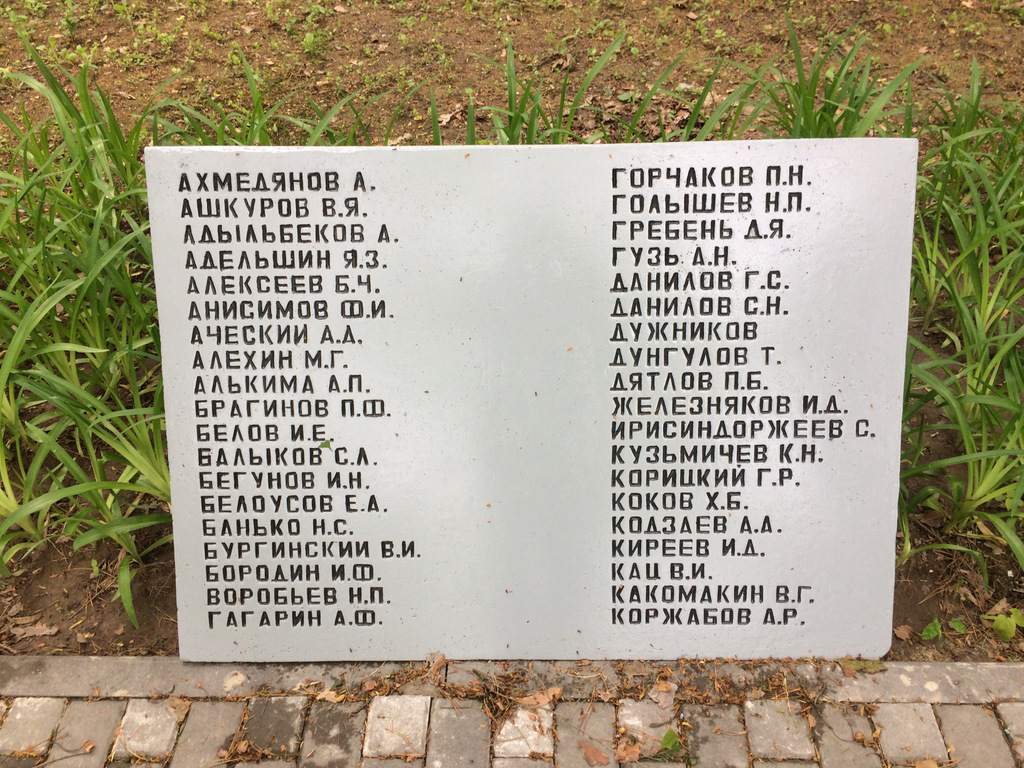 АХМЕДЯНОВ А.
АШКУРОВ В.Я.
АДЫЛЬБЕКОВ А.
АДЕЛЬШИН Я.З.
АЛЕКСЕЕВ Б.Ч.
АНИСИМОВ Ф.И.
АЧЕСКИЙ А.Д.
АЛЕХИН М.Г.
АЛЬКИМА А.П.
БРАГИНОВ П.Ф.
БЕЛОВ И.Е.
БАЛЫКОВ С.Л.
БЕГУНОВ И.Н.
БЕЛОУСОВ Е.А.
БАНЬКО Н.С.
БУРГИНСКИЙ В.И.
БОРОДИН И.Ф.
ВОРОБЬЕВ Н.П.
ГАГАРИН А.Ф.
ГОРЧАКОВ П.Н.
ГОЛЫШЕВ Н.П.
ГРЕБЕНЬ Д.Я.
ГУЗЬ А.Н.
ДАНИЛОВ Г.С.
ДАНИЛОВ С.Н.
ДУЖНИКОВ
ДУНГУЛОВ Т.
ДЯТЛОВ П.Б.
ЖЕЛЕЗНЯКОВ И.Д.
ИРИСИНДОРЖЕЕВ С.
КУЗЬМИЧЕВ К.Н.
КОРИЦКИЙ Г.Р.
КОКОВ Х.Б.
КОДЗАЕВ А.А.
КИРЕЕВ И.Д.
КАЦ В.И.
КАКОМАКИН В.Г.
КОРЖАБОВ А.Р.